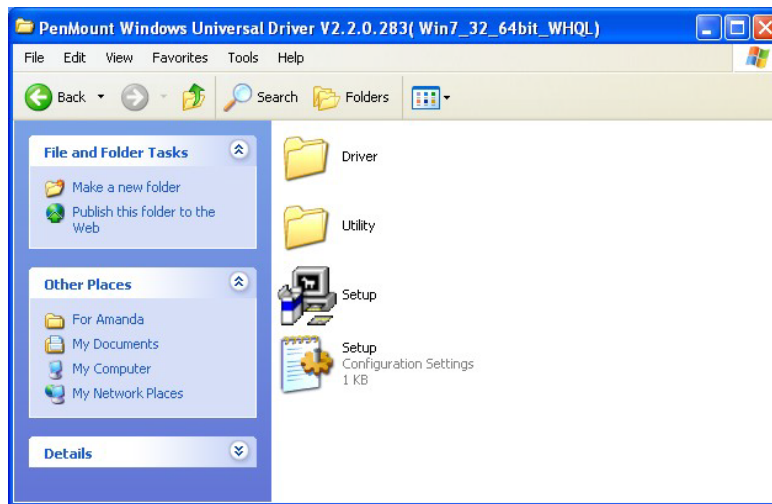 PenMount Windows Universal Driver V2.2.0.283( Win7_32_64bit_WHQL)
File Edit View Favorites Tools Help
Back Search Folders
File and Folder Tasks
Make a new folder
Publish this folder to the
Web
Other Places
For Amanda
My Documents
My Computer
My Network Places
Details
Driver
Utility
Setup
Setup
Configuration Settings
1 KB